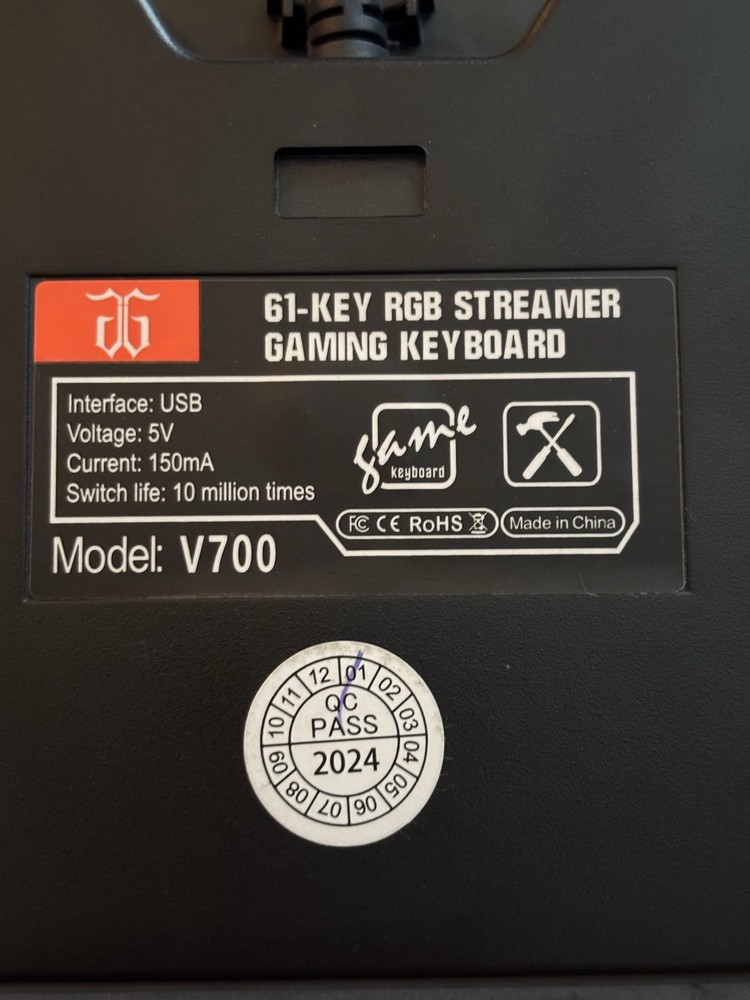 61-KEY RGB STREAMER
GAMING KEYBOARD
Interface: USB
Voltage: 5V
Current: 150mA
Switch life: 10 million times
game
keyboard
FC CE RoHS
Made in China
Model: V700
12 01 02 03 04 05 06 07 08 09 10 11
QC
PASS
2024